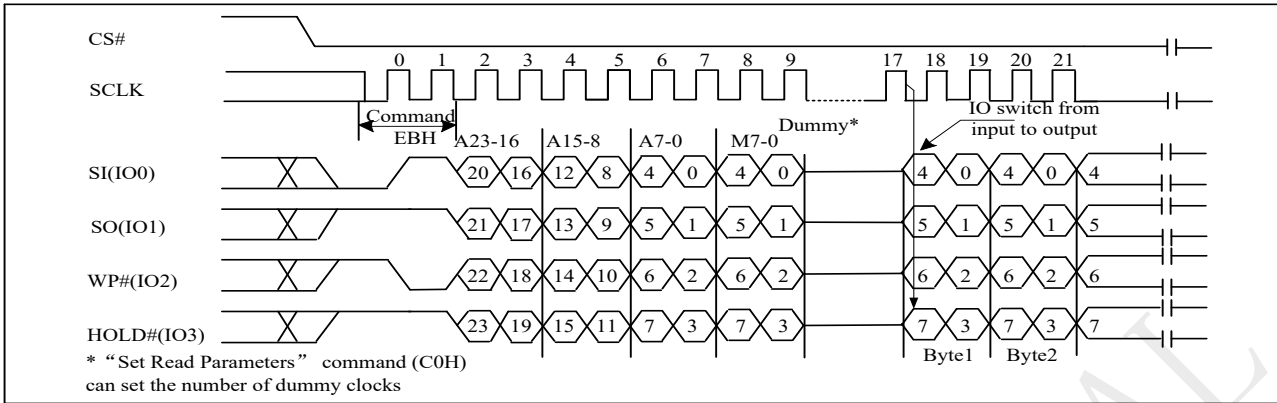 CS#
0 1 2 3 4 5 6 7 8 9 17 18 19 20 21
SCLK
Command
EBH
Dummy*
IO switch from
input to output
A23-16 A15-8 A7-0 M7-0
SI(IO0) 20 16 12 8 4 0 4 0 4 0 4 0 4
SO(IO1) 21 17 13 9 5 1 5 1 5 1 5 1 5
WP#(IO2) 22 18 14 10 6 2 6 2 6 2 6 2 6
HOLD#(IO3) 23 19 15 11 7 3 7 3 7 3 7 3 7
Byte1 Byte2
* “Set Read Parameters” command (C0H)
can set the number of dummy clocks